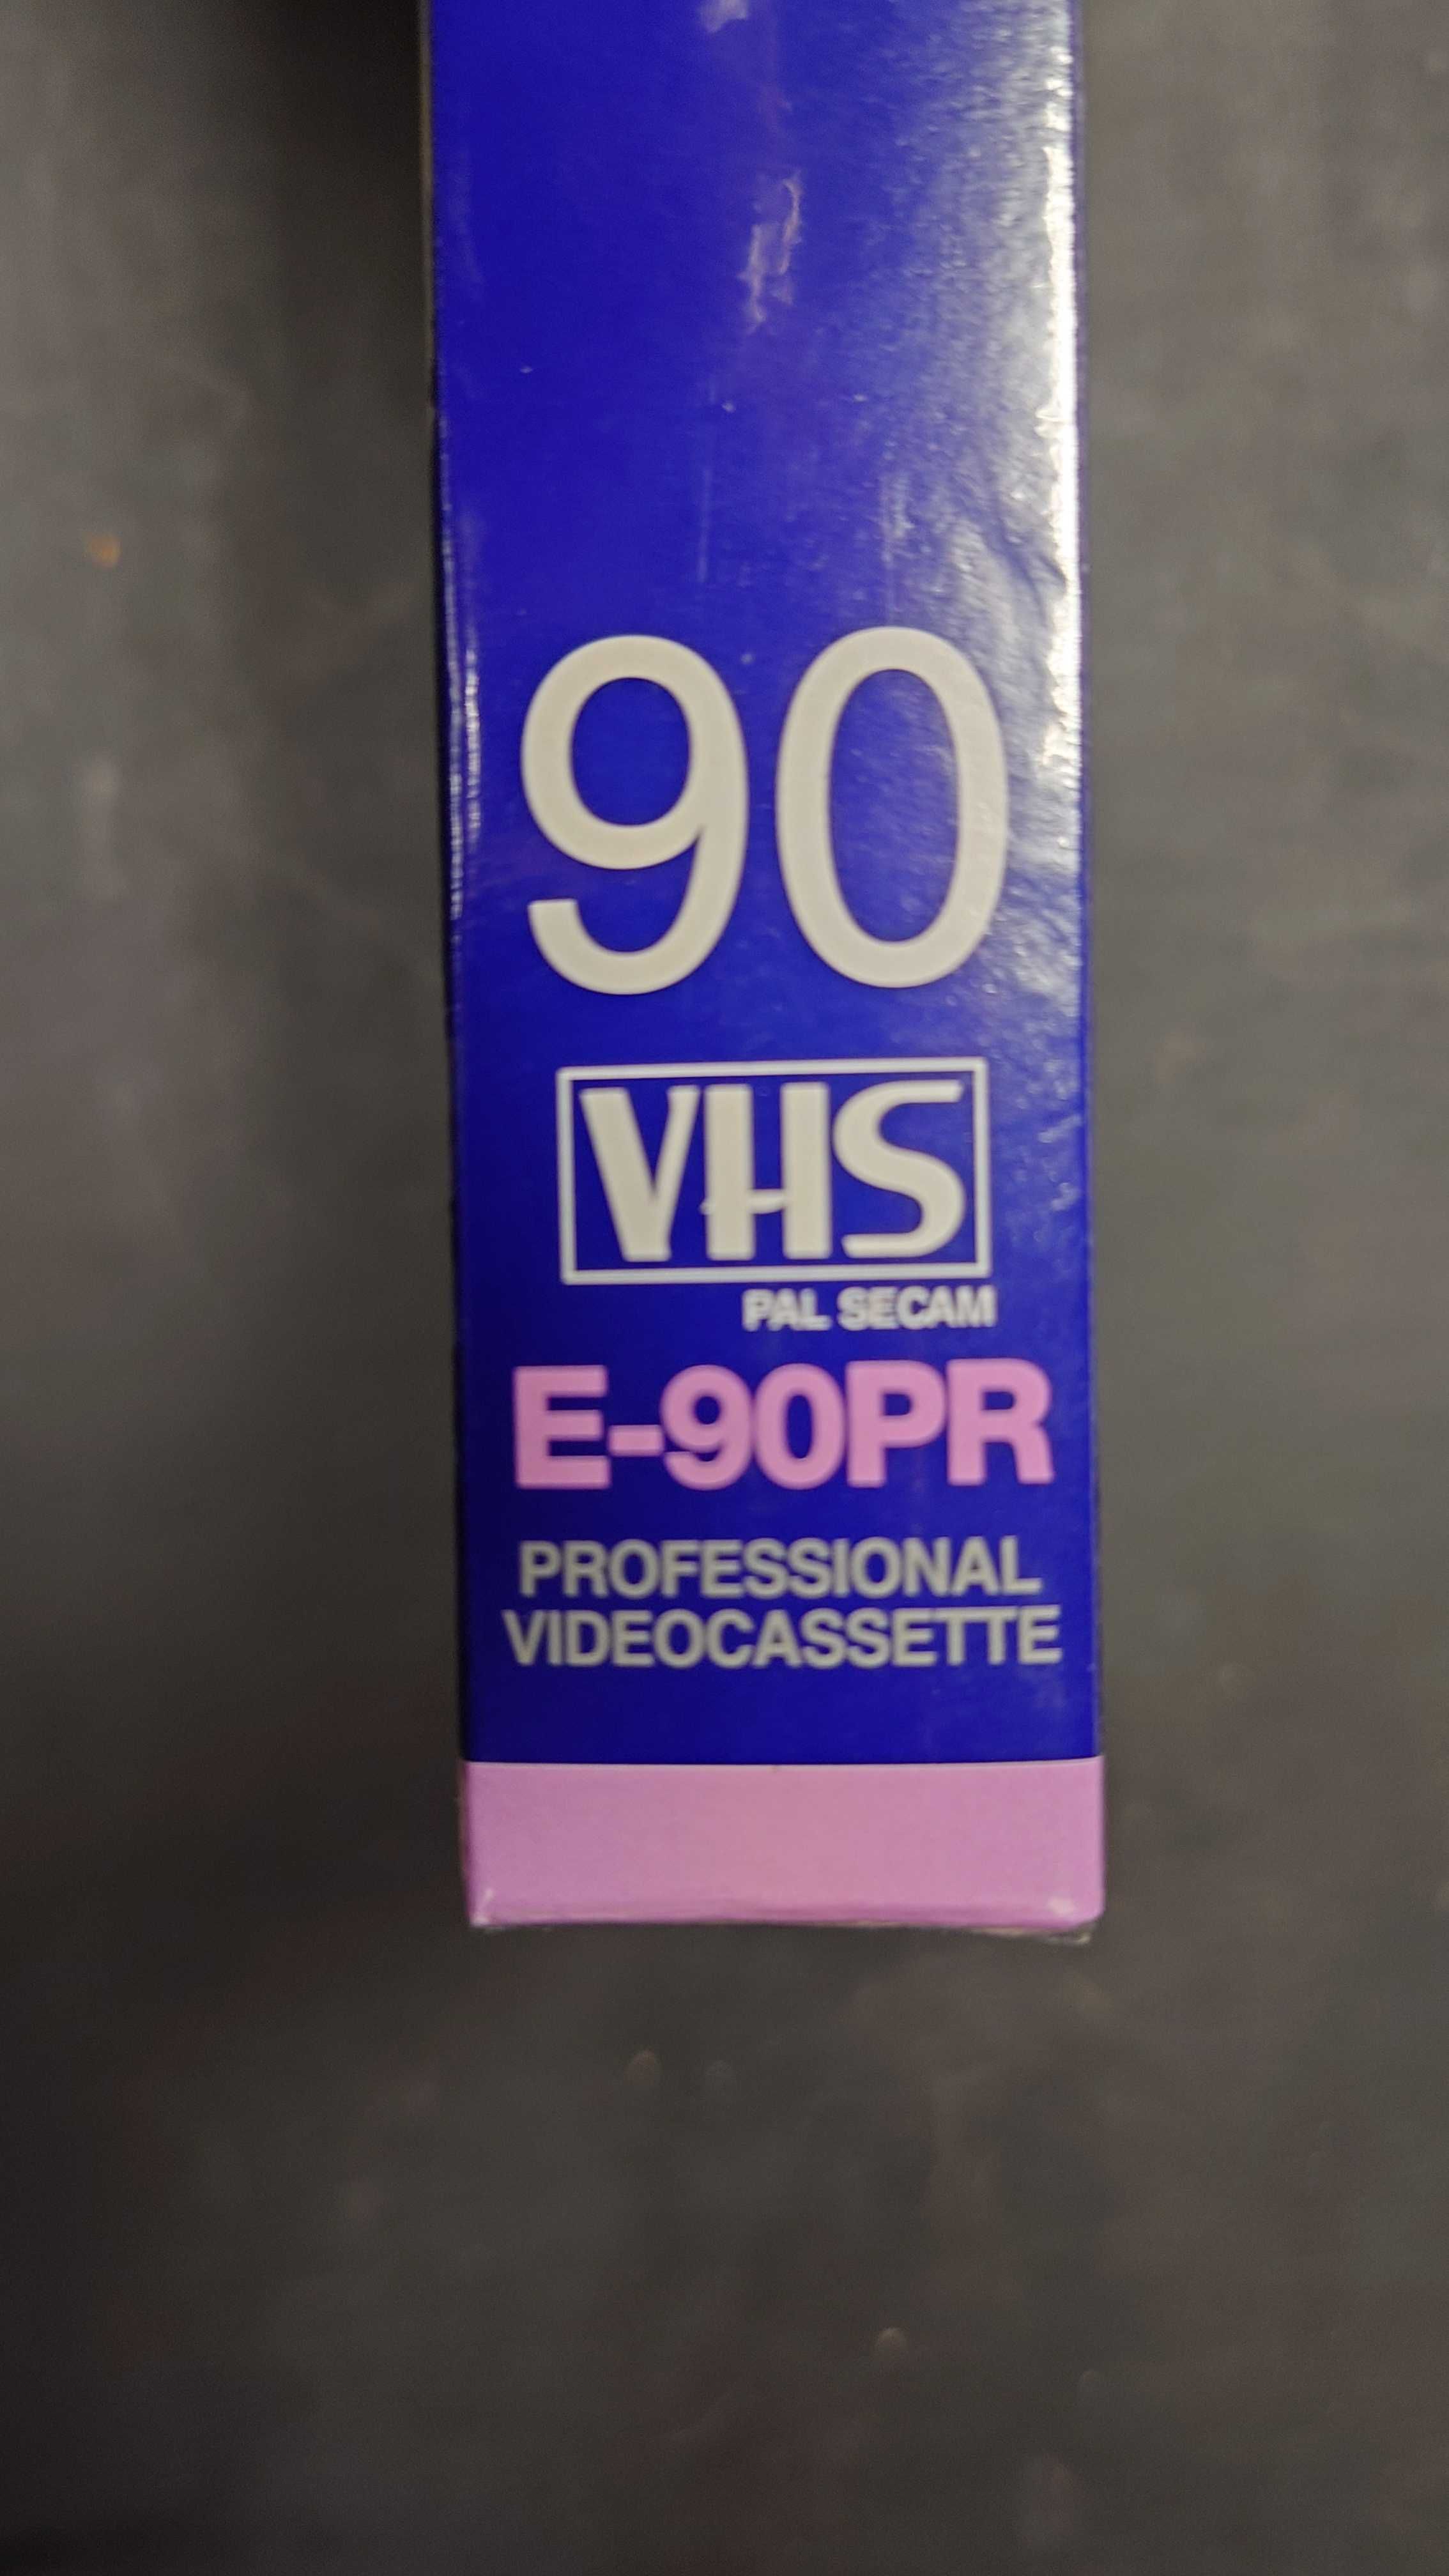 90
VHS
PAL SECAM
E-90PR
PROFESSIONAL
VIDEOCASSETTE